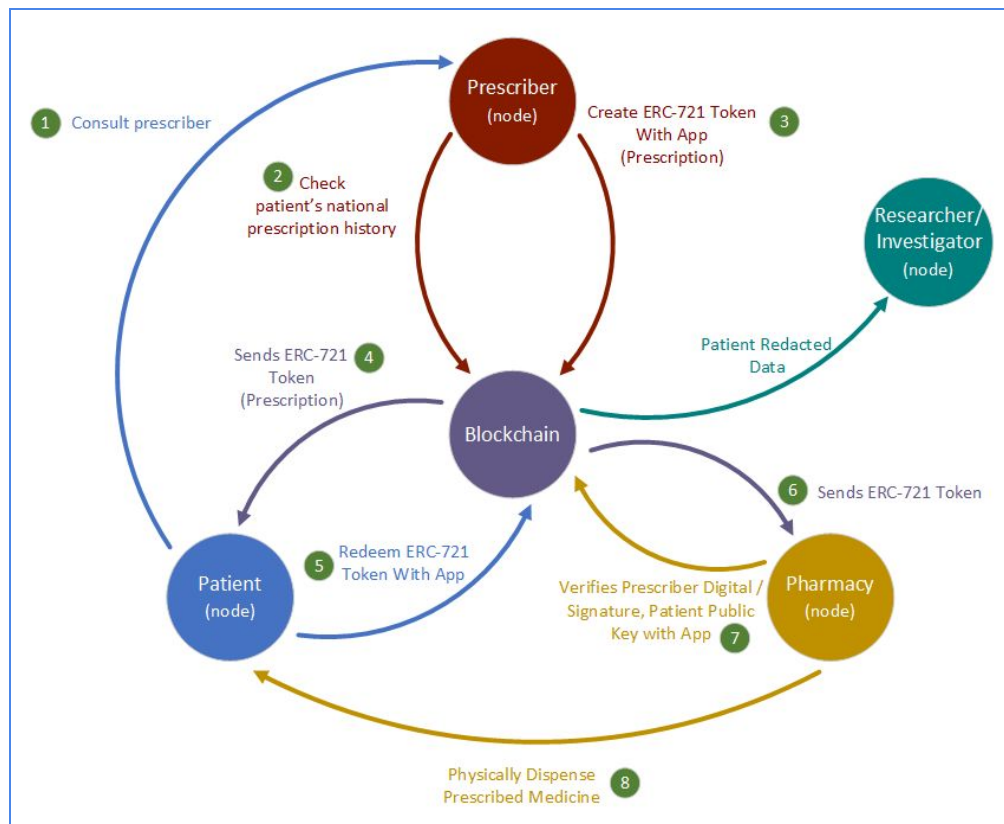 Prescriber
(node)
1 Consult prescriber
Create ERC-721 Token
With App
(Prescription)
3
2 Check
patient's national
prescription history
Researcher/
Investigator
(node)
Patient Redacted
Data
Sends ERC-721
Token
(Prescription)
4
Blockchain
6 Sends ERC-721 Token
5 Redeem ERC-721
Token With App
Patient
(node)
Verifies Prescriber Digital /
Signature, Patient Public
Key with App 7
Pharmacy
(node)
Physically Dispense
Prescribed Medicine
8